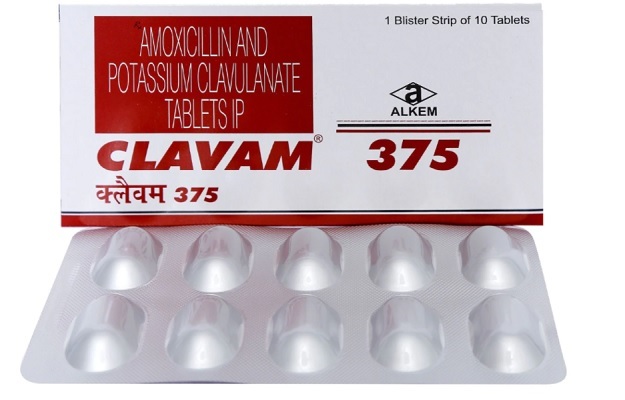 1 Blister Strip of 10 Tablets
AMOXICILLIN AND
POTASSIUM CLAVULANATE
TABLETS IP
a
ALKEM
CLAVAM® 375
क्लैवम 375